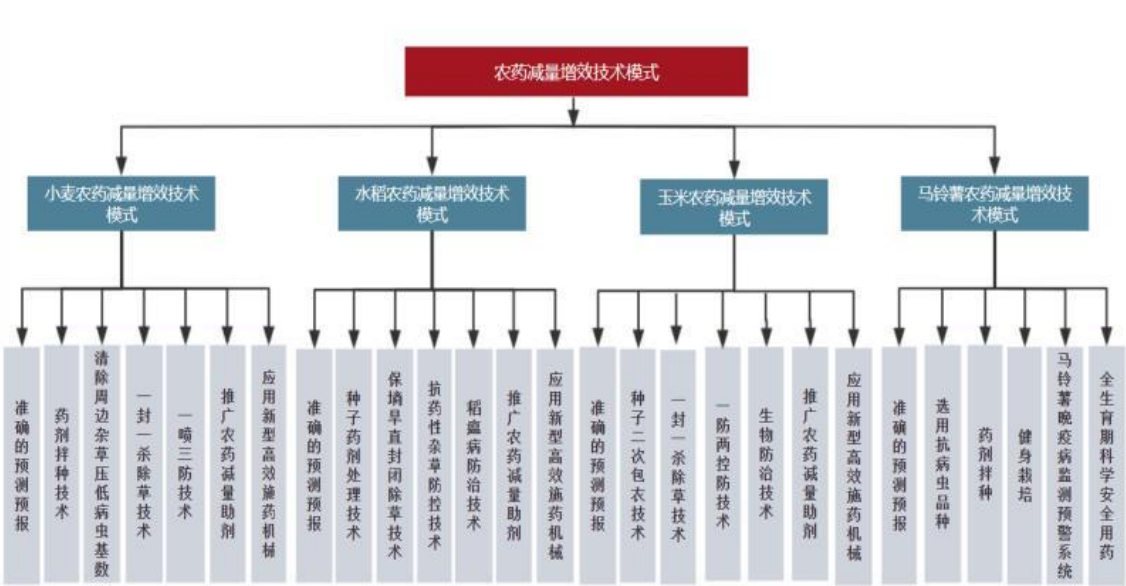 农药减量增效技术模式
小麦农药减量增效技术
模式
水稻农药减量增效技术
模式
玉米农药减量增效技术
模式
马铃薯农药减量增效技
术模式
准确的预测预报
药剂拌种技术
清除周边杂草压低病虫基数
一封一杀除草技术
一喷三防技术
推广农药减量助剂
应用新型高效施药机械
准确的预测预报
种子药剂处理技术
保墒旱直封闭除草技术
抗药性杂草防控技术
稻瘟病防治技术
推广农药减量助剂
应用新型高效施药机械
准确的预测预报
种子二次包衣技术
一封一杀除草技术
一防两控防技术
生物防治技术
推广农药减量助剂
应用新型高效施药机械
准确的预测预报
选用抗病虫品种
药剂拌种
健身栽培
马铃薯晚疫病监测预警系统
全生育期科学安全用药